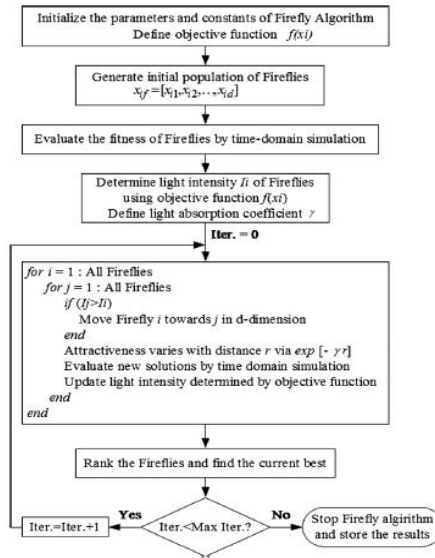 Initialize the parameters and constants of Firefly Algorithm
Define objective function f(xi)
Generate initial population of Fireflies
xif=[xi1,xi2,..,xid]
Evaluate the fitness of Fireflies by time-domain simulation
Determine light intensity Ii of Fireflies
using objective function f(xi)
Define light absorption coefficient γ
Iter. = 0
for i = 1 : All Fireflies
for j = 1 : All Fireflies
if (Ij>Ii)
Move Firefly i towards j in d-dimension
end
Attractiveness varies with distance r via exp [- γr]
Evaluate new solutions by time domain simulation
Update light intensity determined by objective function
end
end
Rank the Fireflies and find the current best
Iter.=Iter.+1
Yes
Iter.<Max Iter.?
No
Stop Firefly algiarithm
and store the results